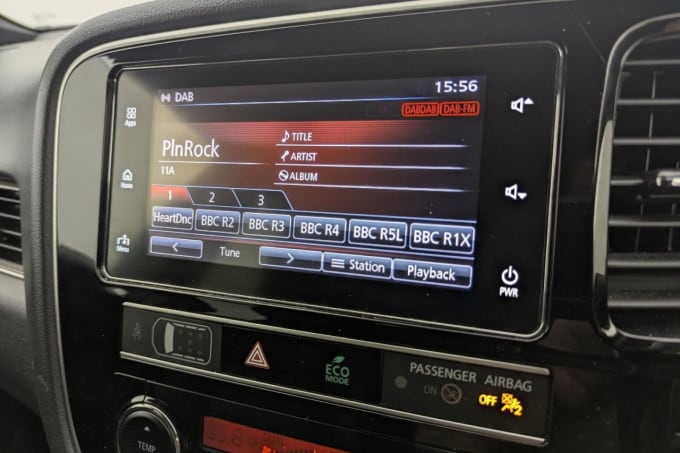 15:56
DAB
DABDAB DAB-FM
Apps
PlnRock
TITLE
11A
ARTIST
ALBUM
Home
1 2 3
HeartDnc BBC R2 BBC R3 BBC R4 BBC R5L BBC R1X
Menu
< Tune > Station Playback
PWR
ECO
MODE
PASSENGER AIRBAG
ON OFF 2
TEMP
DUAL